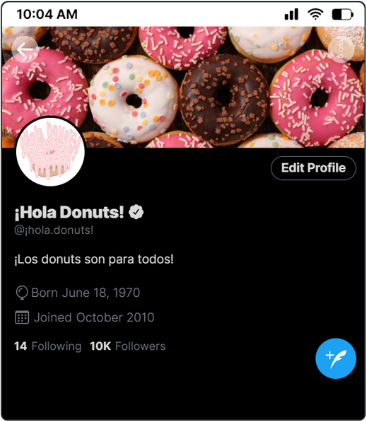 10:04 AM
Edit Profile
¡Hola Donuts!
@¡hola.donuts!
¡Los donuts son para todos!
Born June 18, 1970
Joined October 2010
14 Following 10K Followers